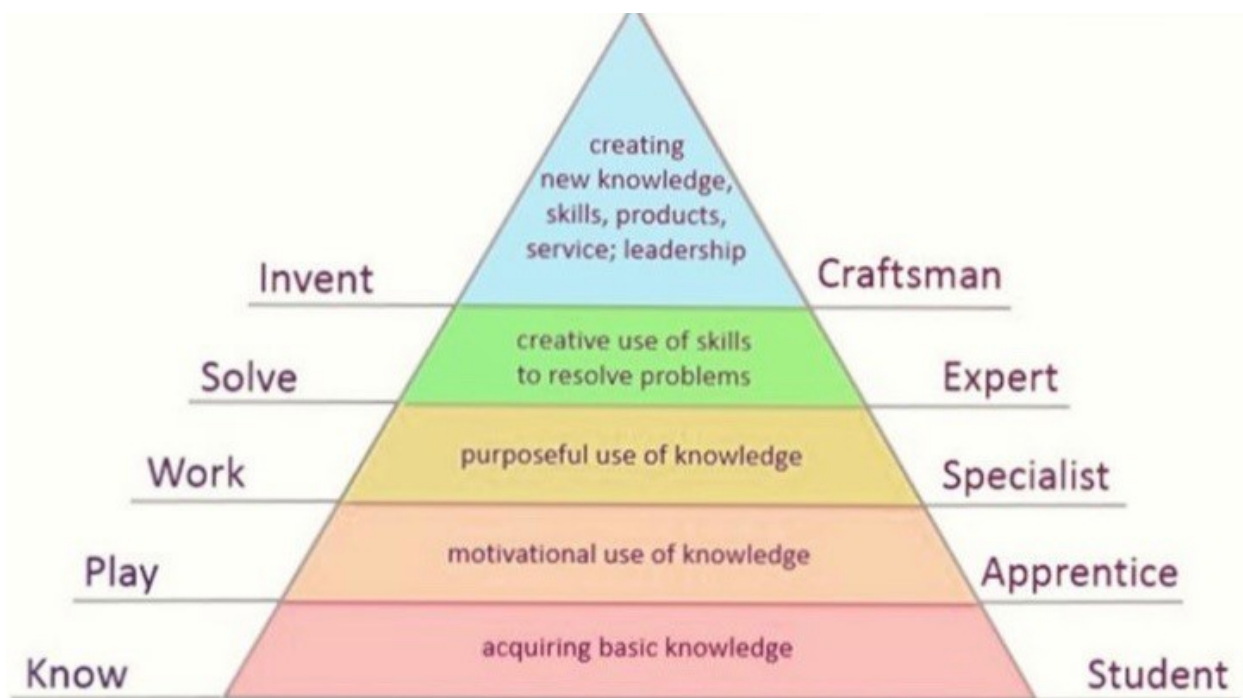 creating
new knowledge,
skills, products,
service; leadership
Invent
Craftsman
creative use of skills
to resolve problems
Solve
Expert
purposeful use of knowledge
Work
Specialist
motivational use of knowledge
Play
Apprentice
acquiring basic knowledge
Know
Student